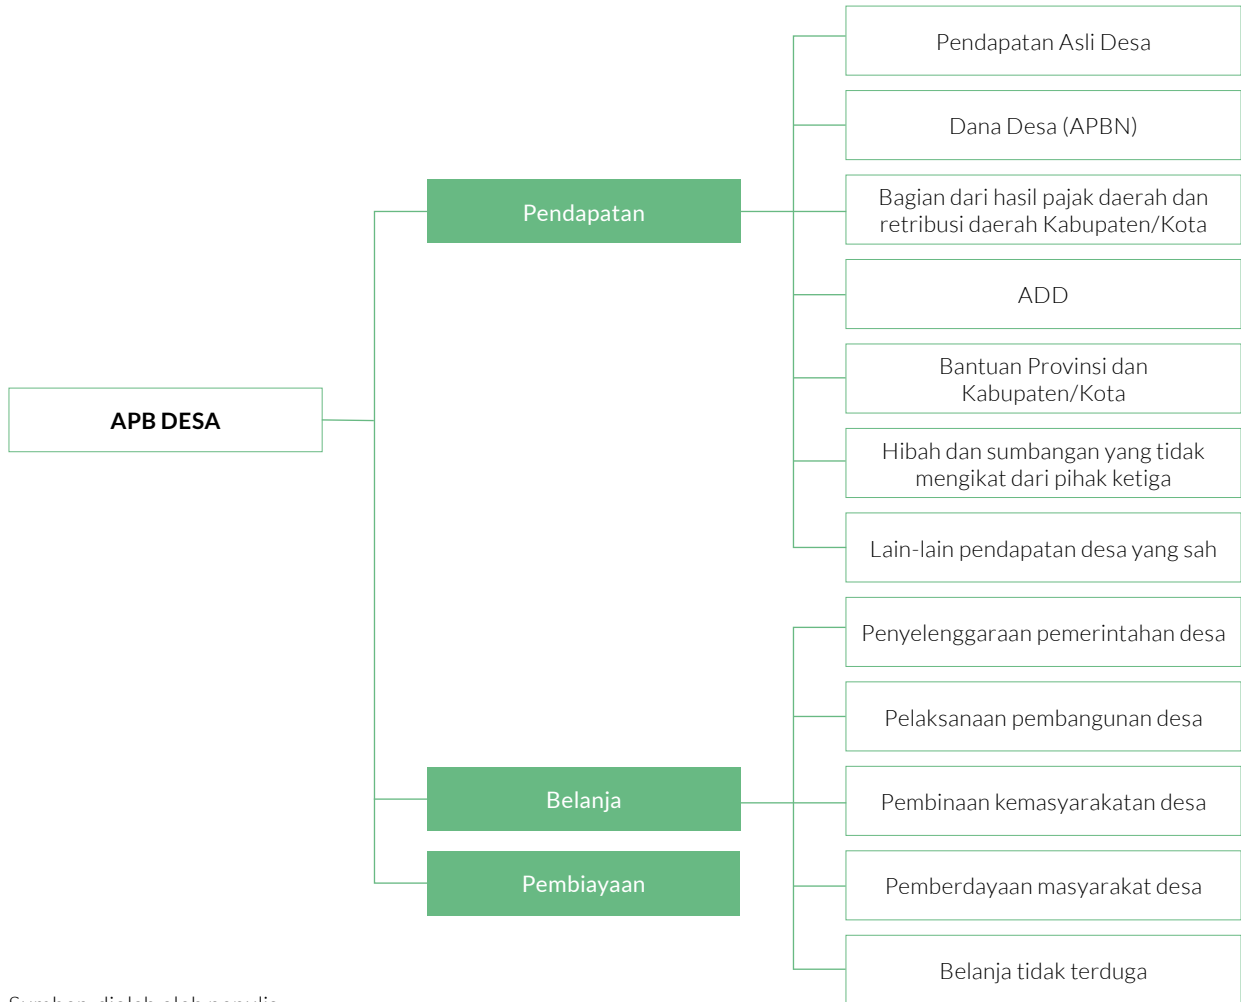 APB DESA
Pendapatan
Pendapatan Asli Desa
Dana Desa (APBN)
Bagian dari hasil pajak daerah dan
retribusi daerah Kabupaten/Kota
ADD
Bantuan Provinsi dan
Kabupaten/Kota
Hibah dan sumbangan yang tidak
mengikat dari pihak ketiga
Lain-lain pendapatan desa yang sah
Belanja
Penyelenggaraan pemerintahan desa
Pelaksanaan pembangunan desa
Pembinaan kemasyarakatan desa
Pemberdayaan masyarakat desa
Belanja tidak terduga
Pembiayaan